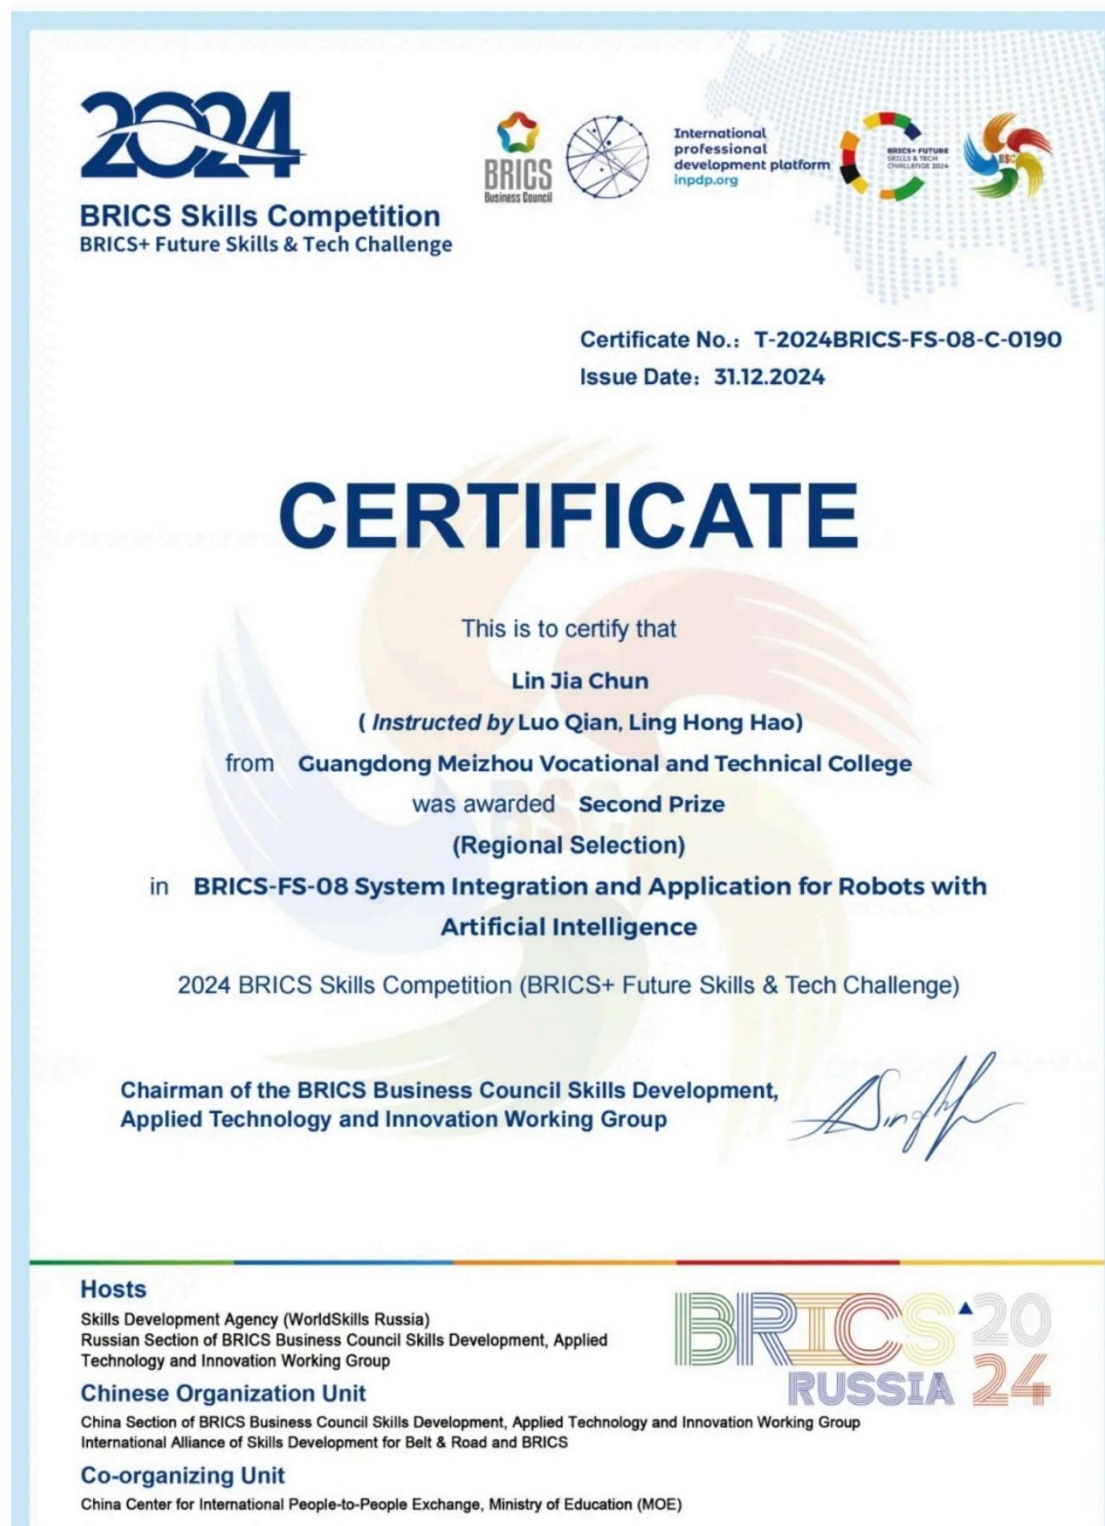 2024
BRICS Skills Competition
BRICS+ Future Skills & Tech Challenge
BRICS
Business Council
International
professional
development platform
inpdp.org
BRICS+ FUTURE
SKILLS & TECH
CHALLENGE 2024
BSC
Certificate No.: T-2024BRICS-FS-08-C-0190
Issue Date: 31.12.2024
CERTIFICATE
This is to certify that
Lin Jia Chun
( Instructed by Luo Qian, Ling Hong Hao)
from Guangdong Meizhou Vocational and Technical College
was awarded Second Prize
(Regional Selection)
in BRICS-FS-08 System Integration and Application for Robots with
Artificial Intelligence
2024 BRICS Skills Competition (BRICS+ Future Skills & Tech Challenge)
Chairman of the BRICS Business Council Skills Development,
Applied Technology and Innovation Working Group
Hosts
Skills Development Agency (WorldSkills Russia)
Russian Section of BRICS Business Council Skills Development, Applied
Technology and Innovation Working Group
BRICS 2024
RUSSIA
Chinese Organization Unit
China Section of BRICS Business Council Skills Development, Applied Technology and Innovation Working Group
International Alliance of Skills Development for Belt & Road and BRICS
Co-organizing Unit
China Center for International People-to-People Exchange, Ministry of Education (MOE)